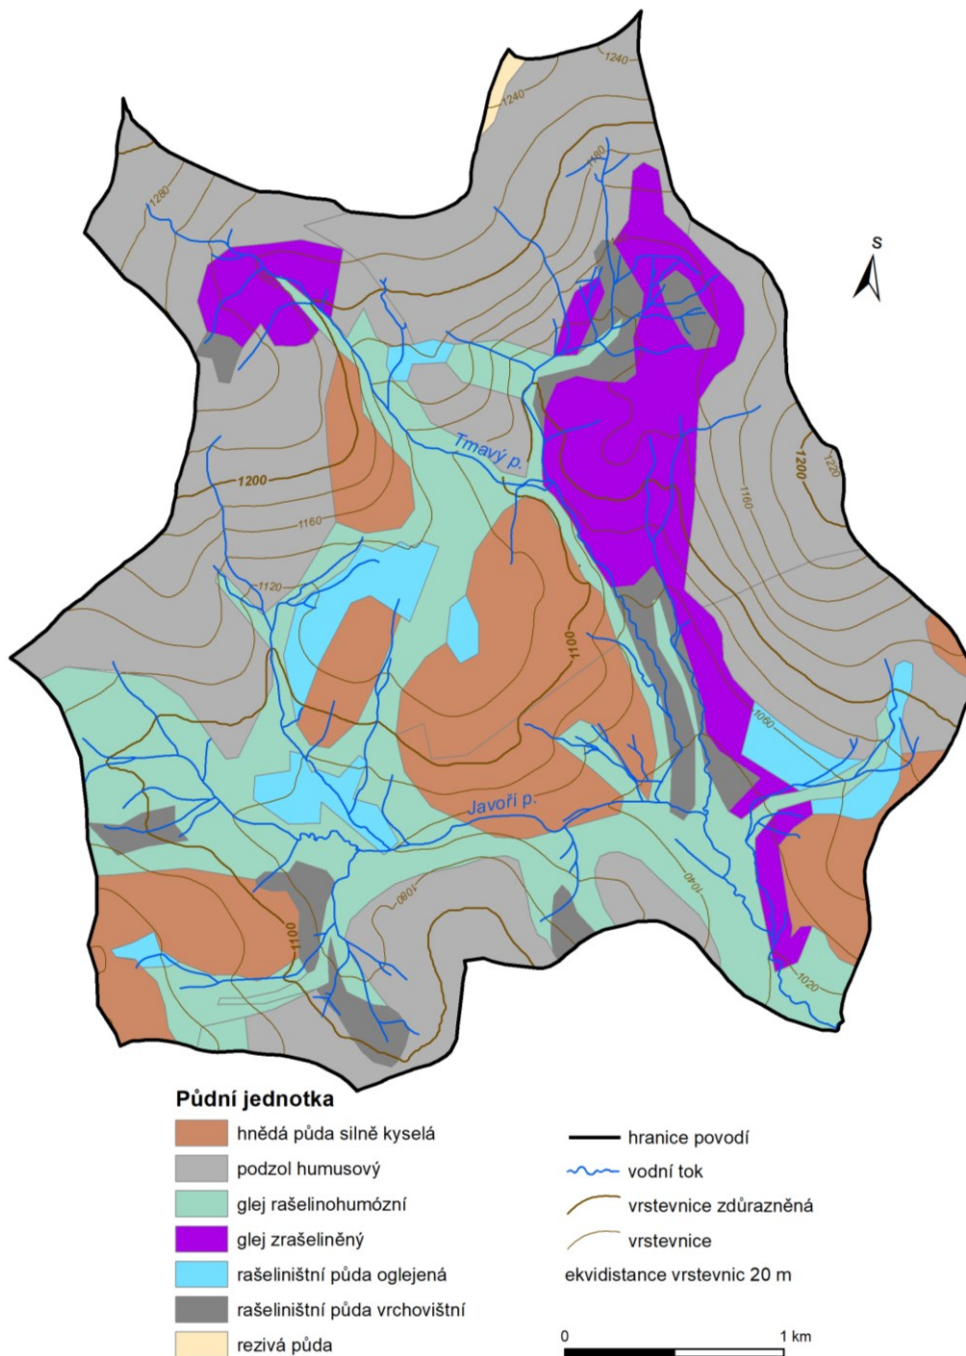 1240
1240
1180
1280
S
Tmavý p.
1200
1220
1200
1160
1160
1120
1100
1060
Javoří p.
1040
1080
1100
1020
Půdní jednotka
hnědá půda silně kyselá
podzol humusový
glej rašelinohumózní
glej zrašeliněný
rašeliništní půda oglejená
rašeliništní půda vrchovištní
rezivá půda
hranice povodí
vodní tok
vrstevnice zdůrazněná
vrstevnice
ekvidistance vrstevnic 20 m
0 1 km